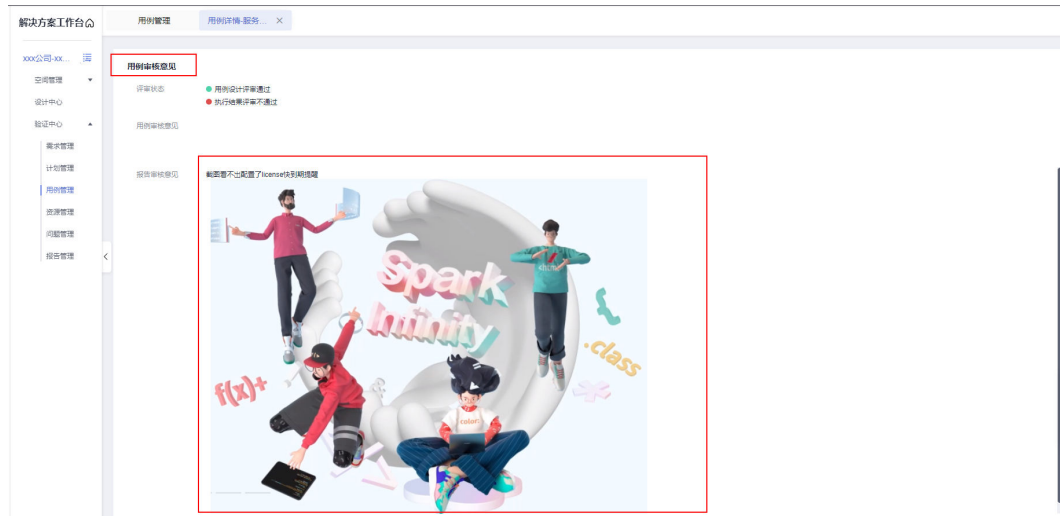 解决方案工作台
用例管理
用例详情-服务... ×
xxx公司-xx...
空间管理
设计中心
验证中心
需求管理
计划管理
用例管理
资源管理
问题管理
报告管理
用例审核意见
评审状态
用例设计评审通过
执行结果评审不通过
用例审核意见
报告审核意见
截图看不出配置了license快到期提醒
Spark
Infinity
.class
f(x)+
color.